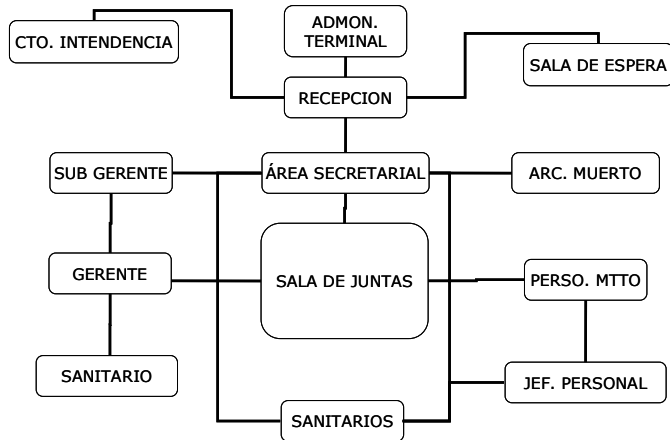 ADMON.
TERMINAL
CTO. INTENDENCIA
SALA DE ESPERA
RECEPCION
SUB GERENTE
ÁREA SECRETARIAL
ARC. MUERTO
GERENTE
SALA DE JUNTAS
PERSO. MTTO
SANITARIO
JEF. PERSONAL
SANITARIOS